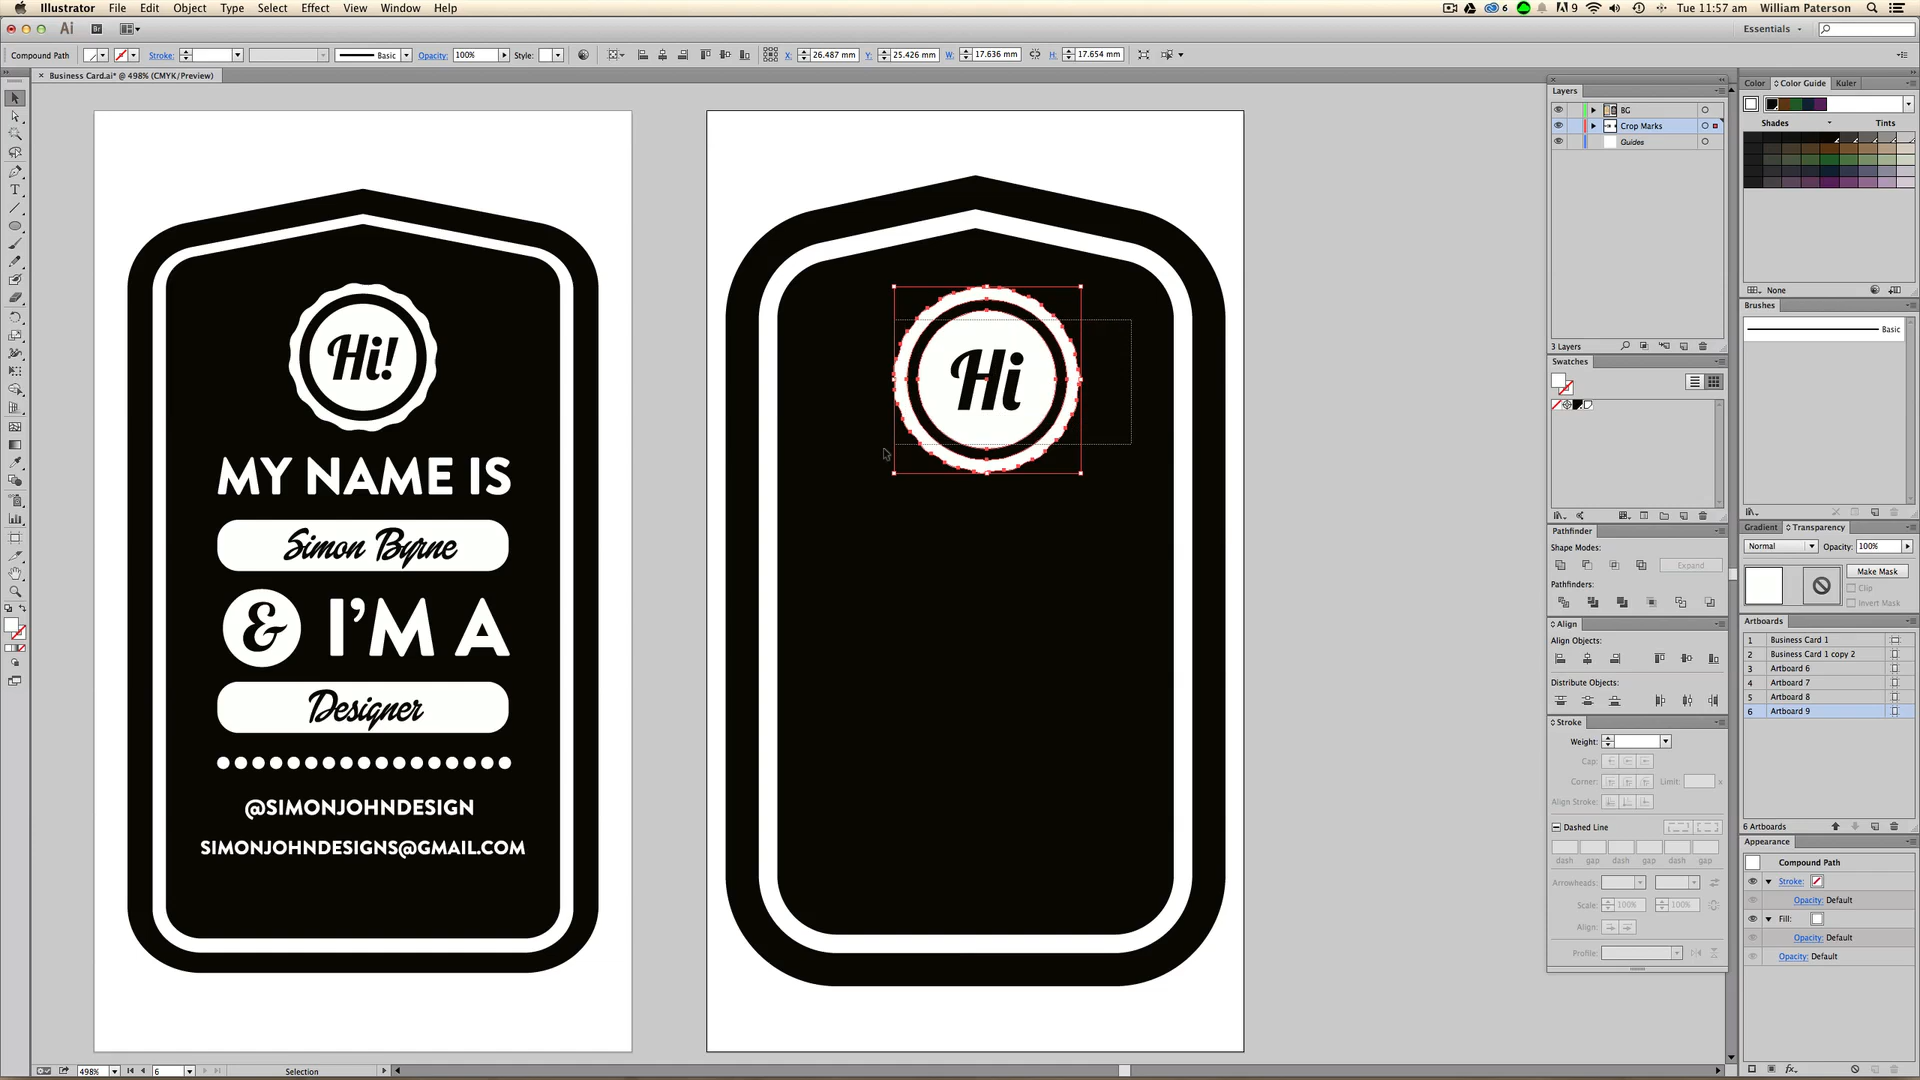 Illustrator File Edit Object Type Select Effect View Window Help
6 9 Tue 11:57 am William Paterson
Ai Br Essentials
Compound Path Stroke: Basic Opacity: 100% Style: X: 26.487 mm Y: 25.426 mm W: 17.636 mm H: 17.654 mm
× Business Card.ai* @ 498% (CMYK/Preview)
Hi!
MY NAME IS
Simon Byrne
& I'M A
Designer
@SIMONJOHNDESIGN
SIMONJOHNDESIGNS@GMAIL.COM
Hi
Layers
BG
Crop Marks
Guides
3 Layers
Swatches
Pathfinder
Shape Modes:
Expand
Pathfinders:
Align
Align Objects:
Distribute Objects:
Stroke
Weight:
Cap:
Corner: Limit: x
Align Stroke:
Dashed Line
dash gap dash gap dash gap
Arrowheads:
Scale: 100% 100%
Align:
Profile:
Color Color Guide Kuler
Shades Tints
None
Brushes
Basic
Gradient Transparency
Normal Opacity: 100%
Make Mask
Clip
Invert Mask
Artboards
1 Business Card 1
2 Business Card 1 copy 2
3 Artboard 6
4 Artboard 7
5 Artboard 8
6 Artboard 9
6 Artboards
Appearance
Compound Path
Stroke:
Opacity: Default
Fill:
Opacity: Default
Opacity: Default
fx
498% 6 Selection